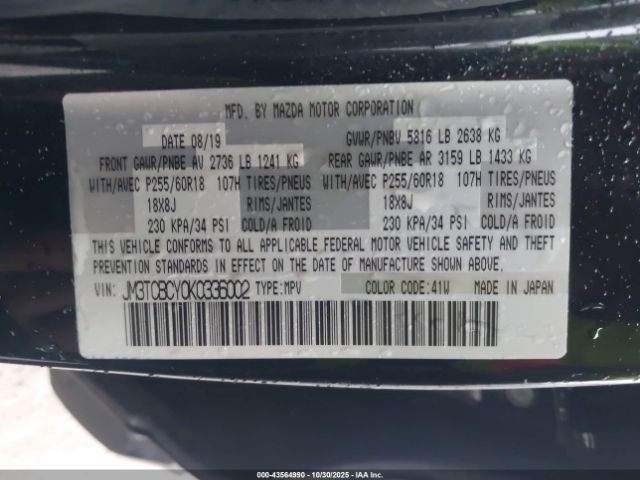 MFD. BY MAZDA MOTOR CORPORATION
DATE 08/19 GVWR/PNBV 5816 LB 2638 KG
FRONT GAWR/PNBE AV 2736 LB 1241 KG REAR GAWR/PNBE AR 3159 LB 1433 KG
WITH/AVEC P255/60R18 107H TIRES/PNEUS WITH/AVEC P255/60R18 107H TIRES/PNEUS
18X8J RIMS/JANTES 18X8J RIMS/JANTES
230 KPA/34 PSI COLD/A FROID 230 KPA/34 PSI COLD/A FROID
THIS VEHICLE CONFORMS TO ALL APPLICABLE FEDERAL MOTOR VEHICLE SAFETY AND THEFT
PREVENTION STANDARDS IN EFFECT ON THE DATE OF MANUFACTURE SHOWN ABOVE.
VIN: JM3TCBCY0K0336002 TYPE:MPV COLOR CODE:41W MADE IN JAPAN
000-43564990 - 10/30/2025 - IAAI.COM